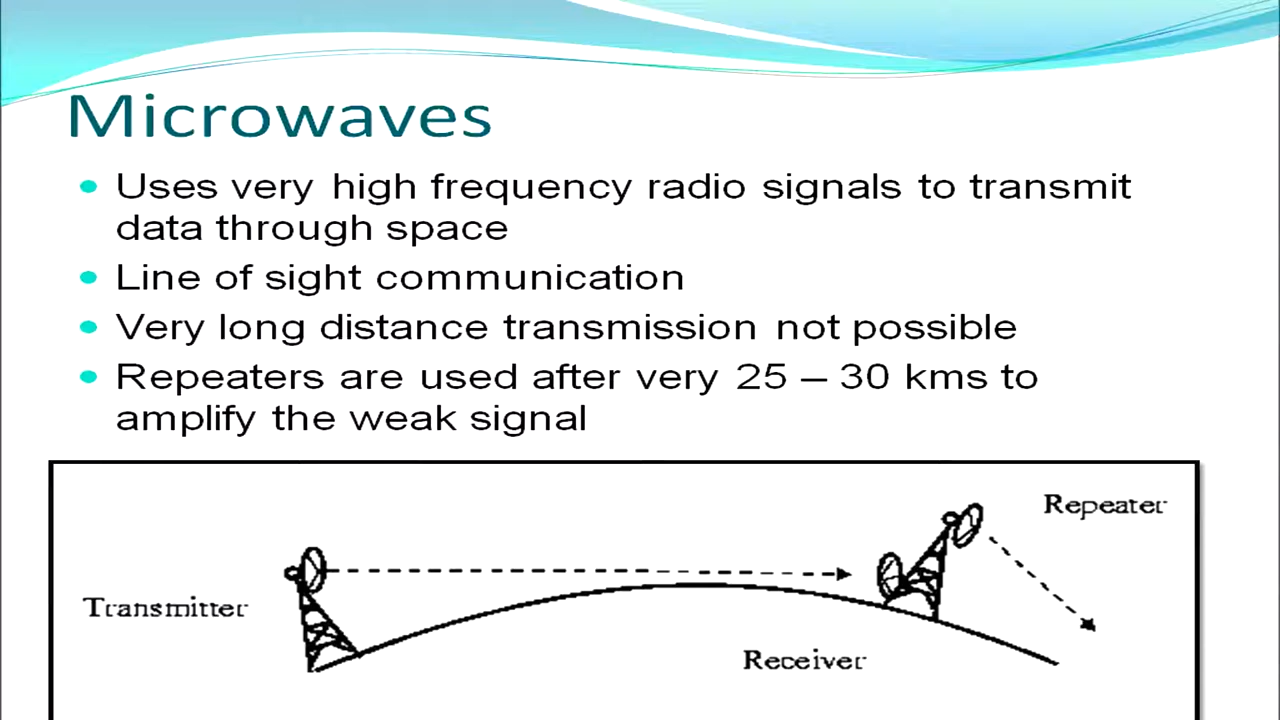 Microwaves
Uses very high frequency radio signals to transmit
data through space
Line of sight communication
Very long distance transmission not possible
Repeaters are used after very 25 – 30 kms to
amplify the weak signal
Repeater
Transmitter
Receiver